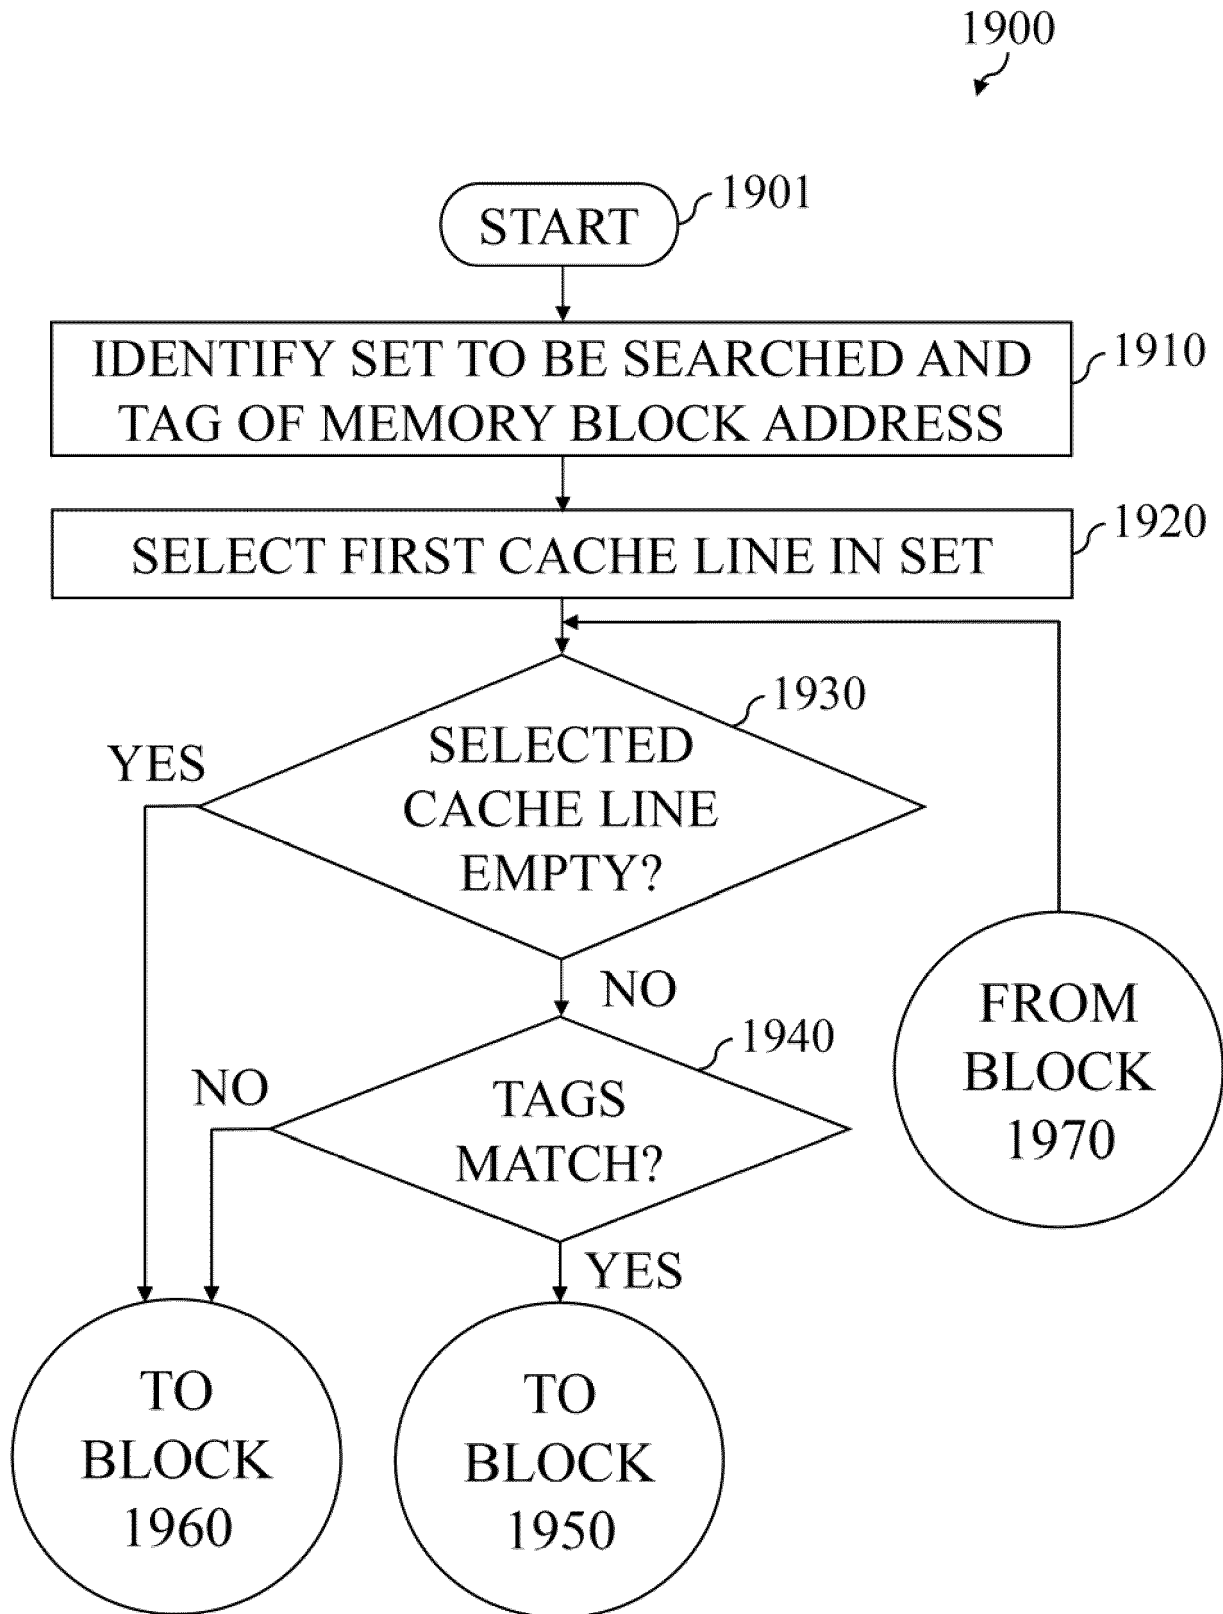 1900
START
1901
IDENTIFY SET TO BE SEARCHED AND
TAG OF MEMORY BLOCK ADDRESS
1910
SELECT FIRST CACHE LINE IN SET
1920
1930
SELECTED
CACHE LINE
EMPTY?
YES
NO
1940
TAGS
MATCH?
NO
YES
FROM
BLOCK
1970
TO
BLOCK
1960
TO
BLOCK
1950